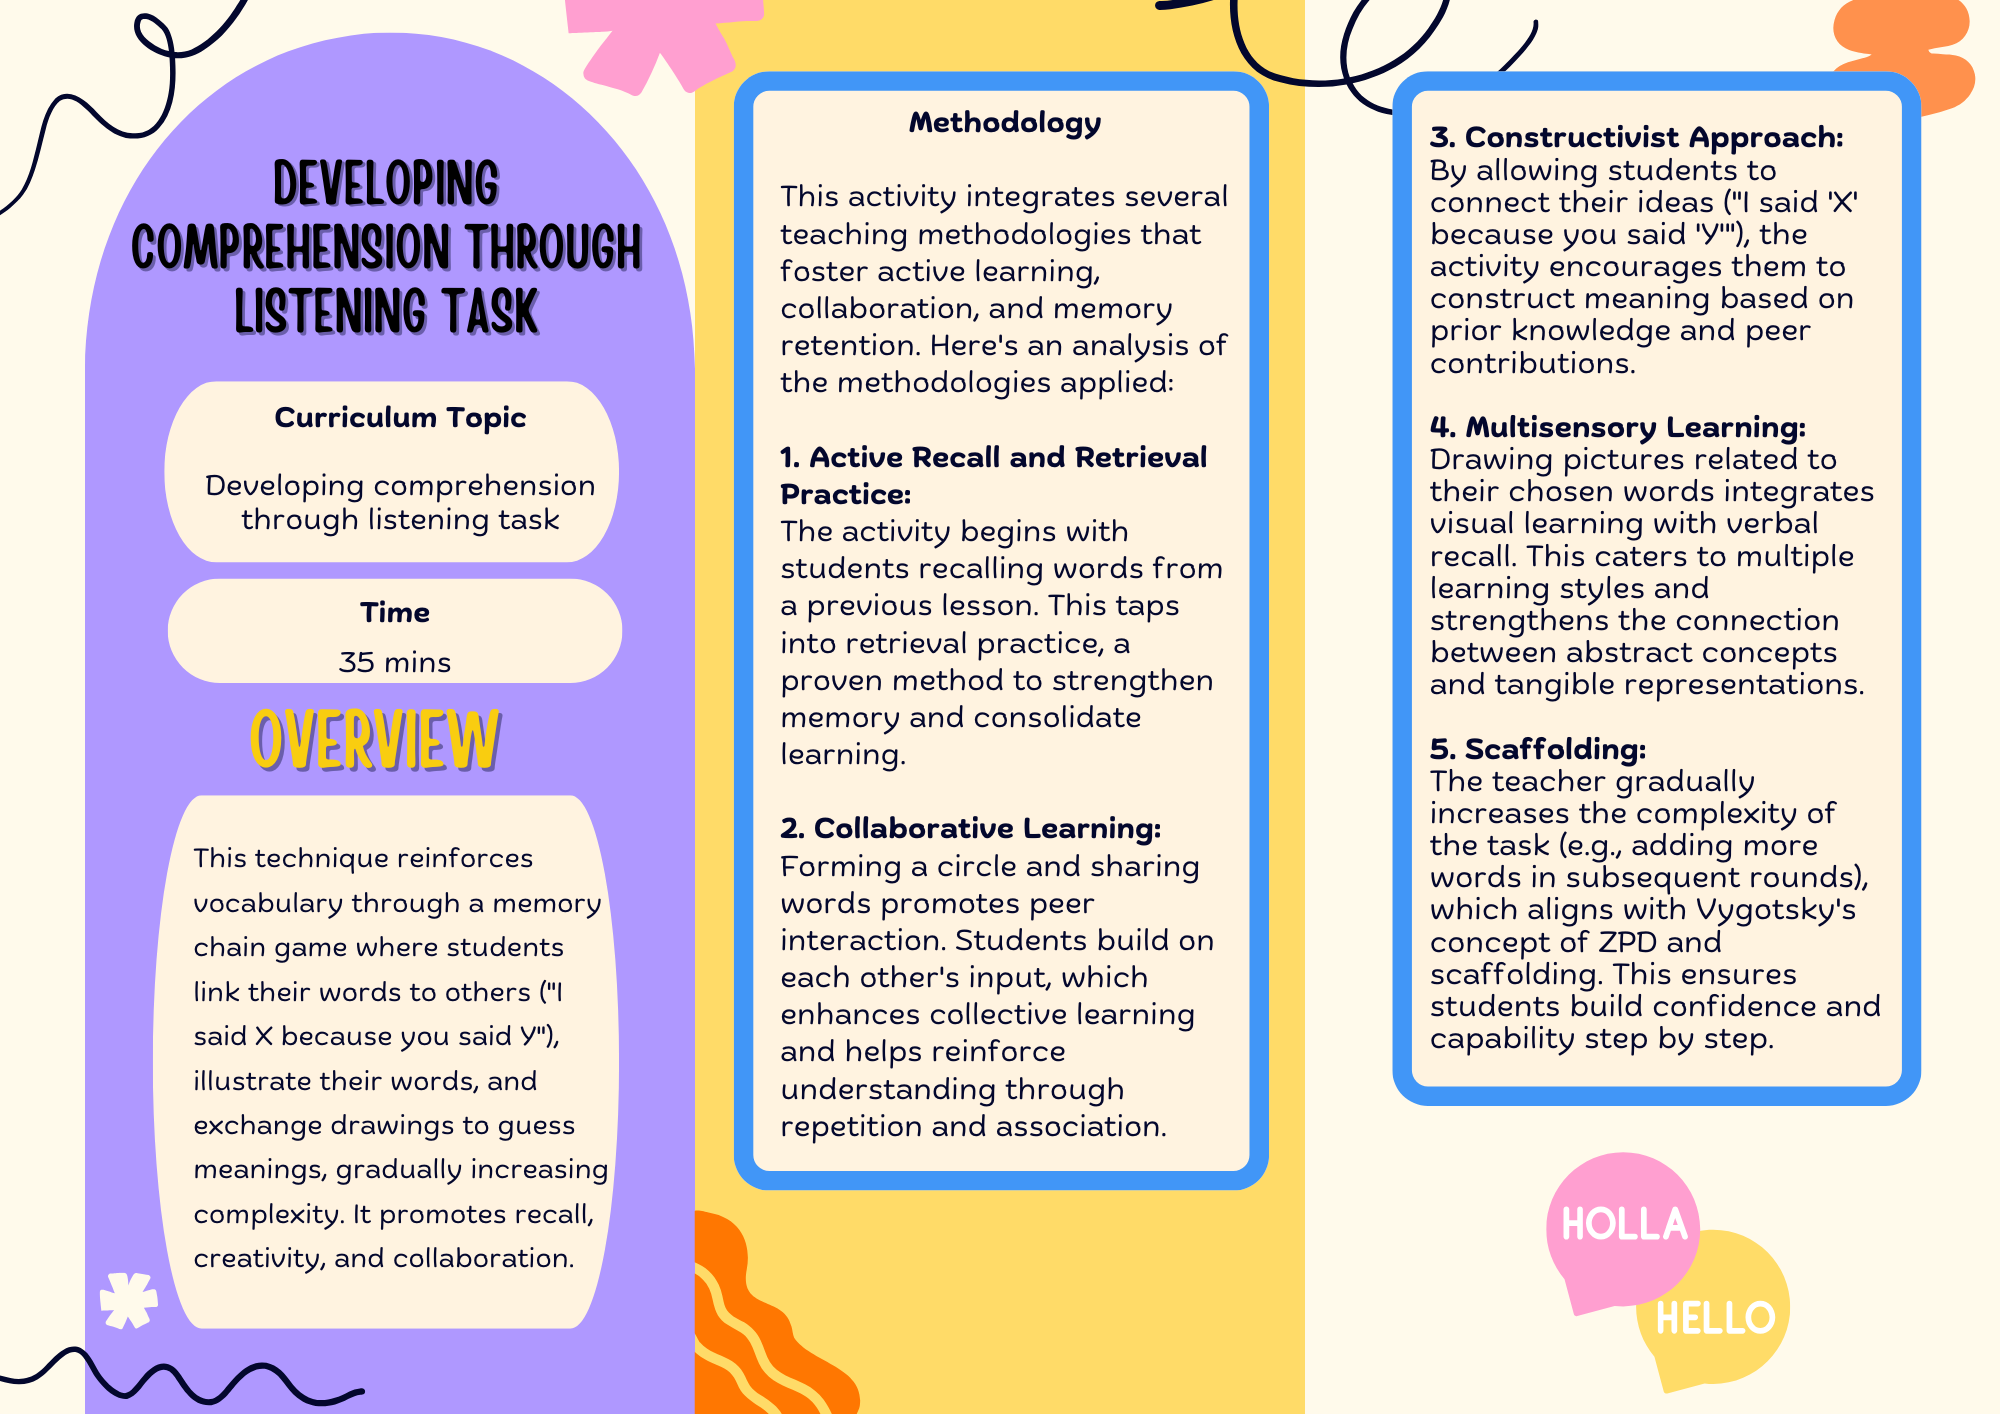 DEVELOPING
COMPREHENSION THROUGH
LISTENING TASK
Curriculum Topic
Developing comprehension
through listening task
Time
35 mins
OVERVIEW
This technique reinforces
vocabulary through a memory
chain game where students
link their words to others ("I
said X because you said Y"),
illustrate their words, and
exchange drawings to guess
meanings, gradually increasing
complexity. It promotes recall,
creativity, and collaboration.
Methodology
This activity integrates several
teaching methodologies that
foster active learning,
collaboration, and memory
retention. Here's an analysis of
the methodologies applied:
1. Active Recall and Retrieval
Practice:
The activity begins with
students recalling words from
a previous lesson. This taps
into retrieval practice, a
proven method to strengthen
memory and consolidate
learning.
2. Collaborative Learning:
Forming a circle and sharing
words promotes peer
interaction. Students build on
each other's input, which
enhances collective learning
and helps reinforce
understanding through
repetition and association.
3. Constructivist Approach:
By allowing students to
connect their ideas ("I said 'X'
because you said 'Y'"), the
activity encourages them to
construct meaning based on
prior knowledge and peer
contributions.
4. Multisensory Learning:
Drawing pictures related to
their chosen words integrates
visual learning with verbal
recall. This caters to multiple
learning styles and
strengthens the connection
between abstract concepts
and tangible representations.
5. Scaffolding:
The teacher gradually
increases the complexity of
the task (e.g., adding more
words in subsequent rounds),
which aligns with Vygotsky's
concept of ZPD and
scaffolding. This ensures
students build confidence and
capability step by step.
HOLLA
HELLO